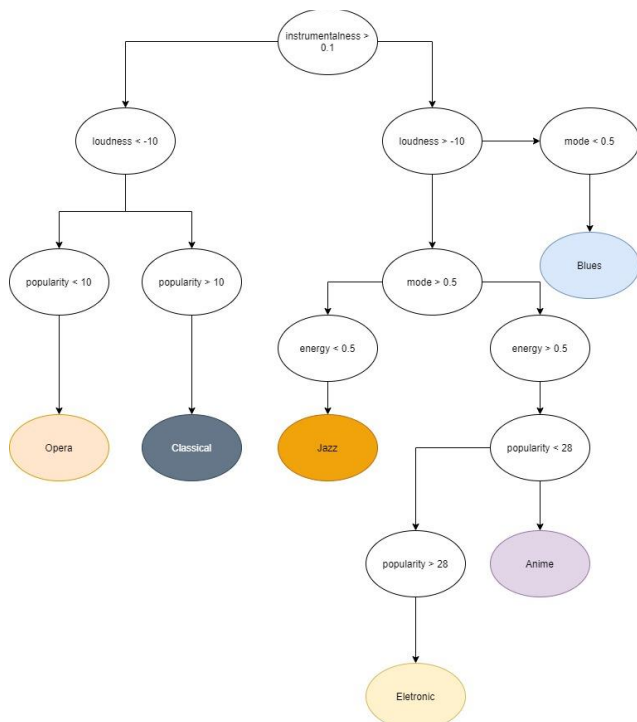 instrumentalness >
0.1
loudness < -10
loudness > -10
mode < 0.5
popularity < 10
popularity > 10
mode > 0.5
Blues
energy < 0.5
energy > 0.5
Opera
Classical
Jazz
popularity < 28
popularity > 28
Anime
Eletronic